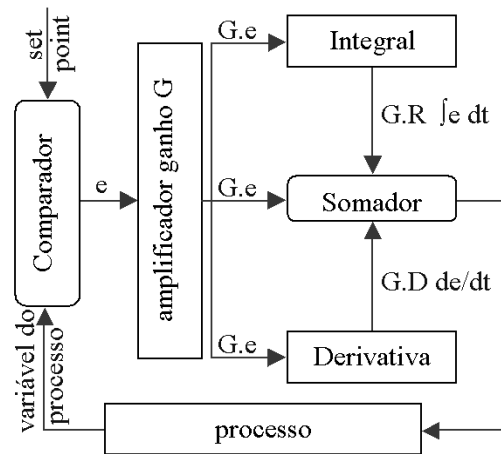 set
point
Comparador
e
amplificador ganho G
G.e
Integral
G.R ∫e dt
G.e
Somador
G.D de/dt
G.e
Derivativa
variável do
processo
processo